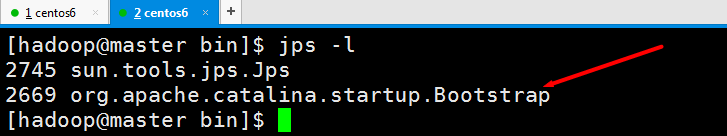 1 centos6
2 centos6
[hadoop@master bin]$ jps -l
2745 sun.tools.jps.Jps
2669 org.apache.catalina.startup.Bootstrap
[hadoop@master bin]$